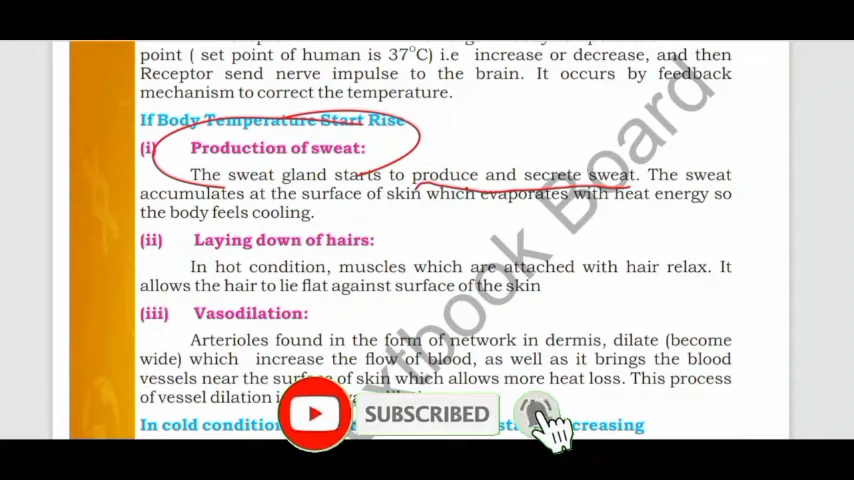 point ( set point of human is 37°C) i.e increase or decrease, and then
Receptor send nerve impulse to the brain. It occurs by feedback
mechanism to correct the temperature.
If Body Temperature Start Rise
(i) Production of sweat:
The sweat gland starts to produce and secrete sweat. The sweat
accumulates at the surface of skin which evaporates with heat energy so
the body feels cooling.
(ii) Laying down of hairs:
In hot condition, muscles which are attached with hair relax. It
allows the hair to lie flat against surface of the skin
(iii) Vasodilation:
Arterioles found in the form of network in dermis, dilate (become
wide) which increase the flow of blood, as well as it brings the blood
vessels near the surface of skin which allows more heat loss. This process
of vessel dilation
SUBSCRIBED
In cold condition
Textbook Board